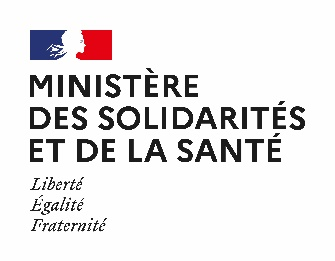 MINISTÈRE
DES SOLIDARITÉS
ET DE LA SANTÉ
Liberté
Égalité
Fraternité